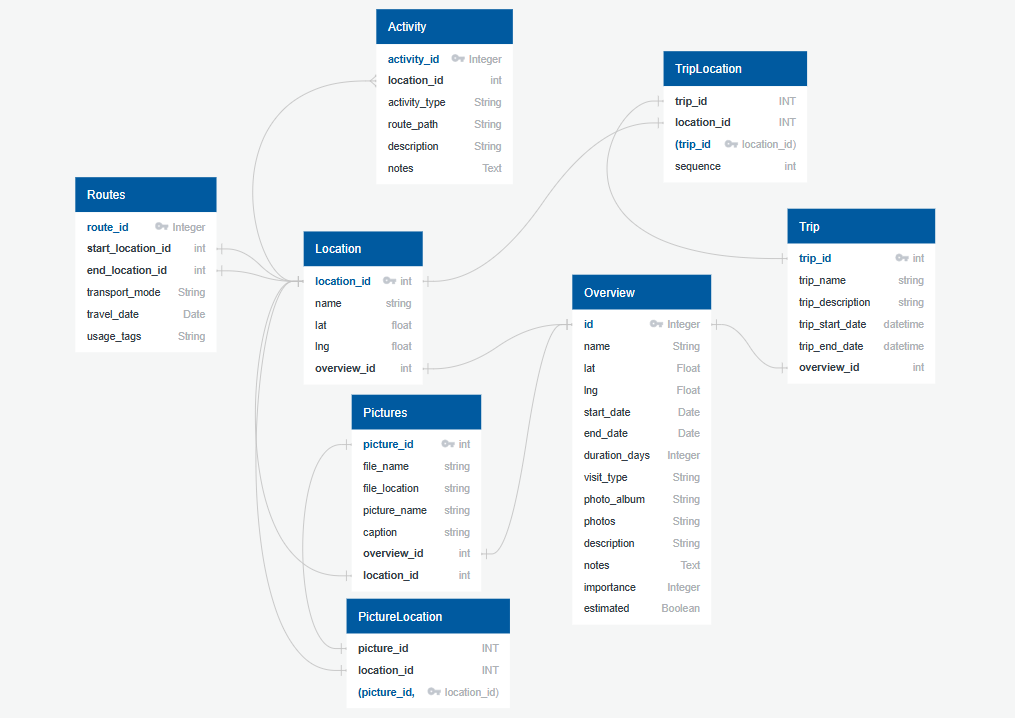 Activity
activity_id Integer
location_id int
activity_type String
route_path String
description String
notes Text
TripLocation
trip_id INT
location_id INT
(trip_id location_id)
sequence int
Routes
route_id Integer
start_location_id int
end_location_id int
transport_mode String
travel_date Date
usage_tags String
Location
location_id int
name string
lat float
lng float
overview_id int
Trip
trip_id int
trip_name string
trip_description string
trip_start_date datetime
trip_end_date datetime
overview_id int
Overview
id Integer
name String
lat Float
lng Float
start_date Date
end_date Date
duration_days Integer
visit_type String
photo_album String
photos String
description String
notes Text
importance Integer
estimated Boolean
Pictures
picture_id int
file_name string
file_location string
picture_name string
caption string
overview_id int
location_id int
PictureLocation
picture_id INT
location_id INT
(picture_id, location_id)